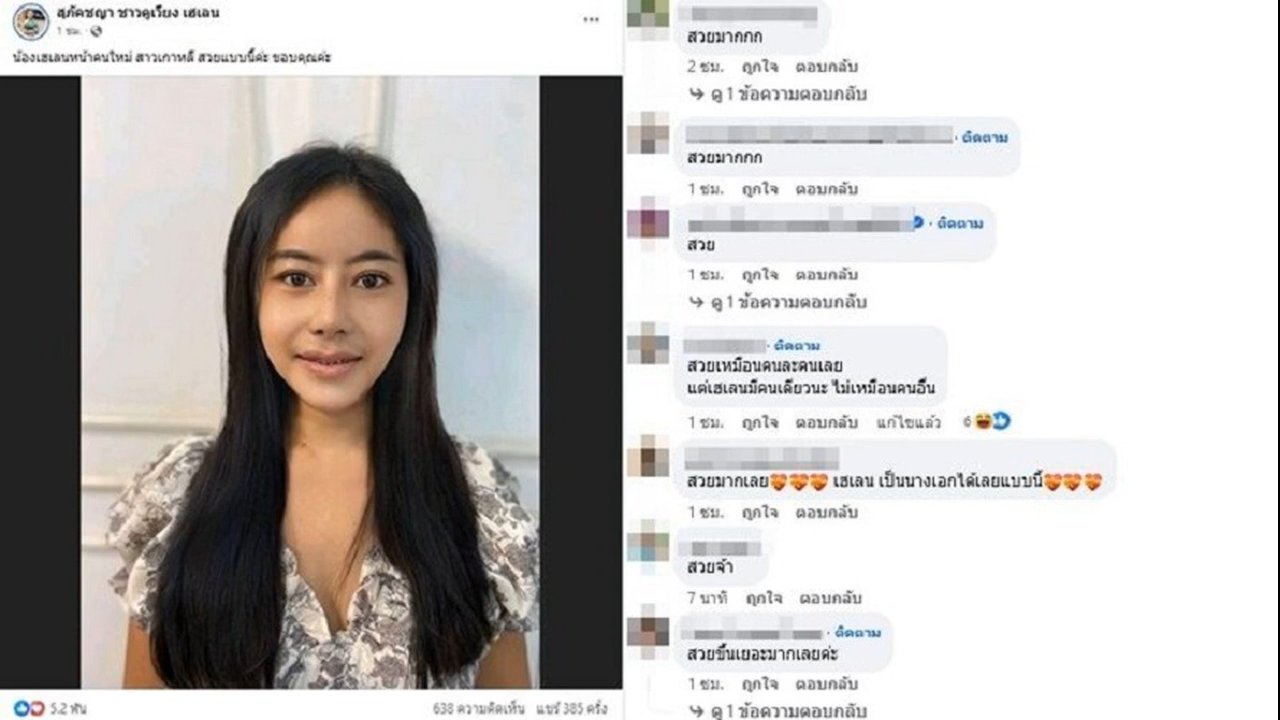 สุภัคชญา ชาวคูเวียง เฮเลน
1 ชม.
น้องเฮเลนหน้าคนใหม่ สาวเกาหลี สวยแบบนี้ค่ะ ขอบคุณค่ะ
5.2 พัน
638 ความคิดเห็น แชร์ 385 ครั้ง
สวยมากกก
2 ชม. ถูกใจ ตอบกลับ
ดู 1 ข้อความตอบกลับ
· ติดตาม
สวยมากกก
1 ชม. ถูกใจ ตอบกลับ
· ติดตาม
สวย
1 ชม. ถูกใจ ตอบกลับ
ดู 1 ข้อความตอบกลับ
· ติดตาม
สวยเหมือนคนละคนเลย
แต่เฮเลนมีคนเดียวนะ ไม่เหมือนคนอื่น
1 ชม. ถูกใจ ตอบกลับ แก้ไขแล้ว 6
สวยมากเลย💝💝💝 เฮเลน เป็นนางเอกได้เลยแบบนี้💝💝💝
1 ชม. ถูกใจ ตอบกลับ
สวยจ้า
7 นาที ถูกใจ ตอบกลับ
· ติดตาม
สวยขึ้นเยอะมากเลยค่ะ
1 ชม. ถูกใจ ตอบกลับ
ดู 1 ข้อความตอบกลับ